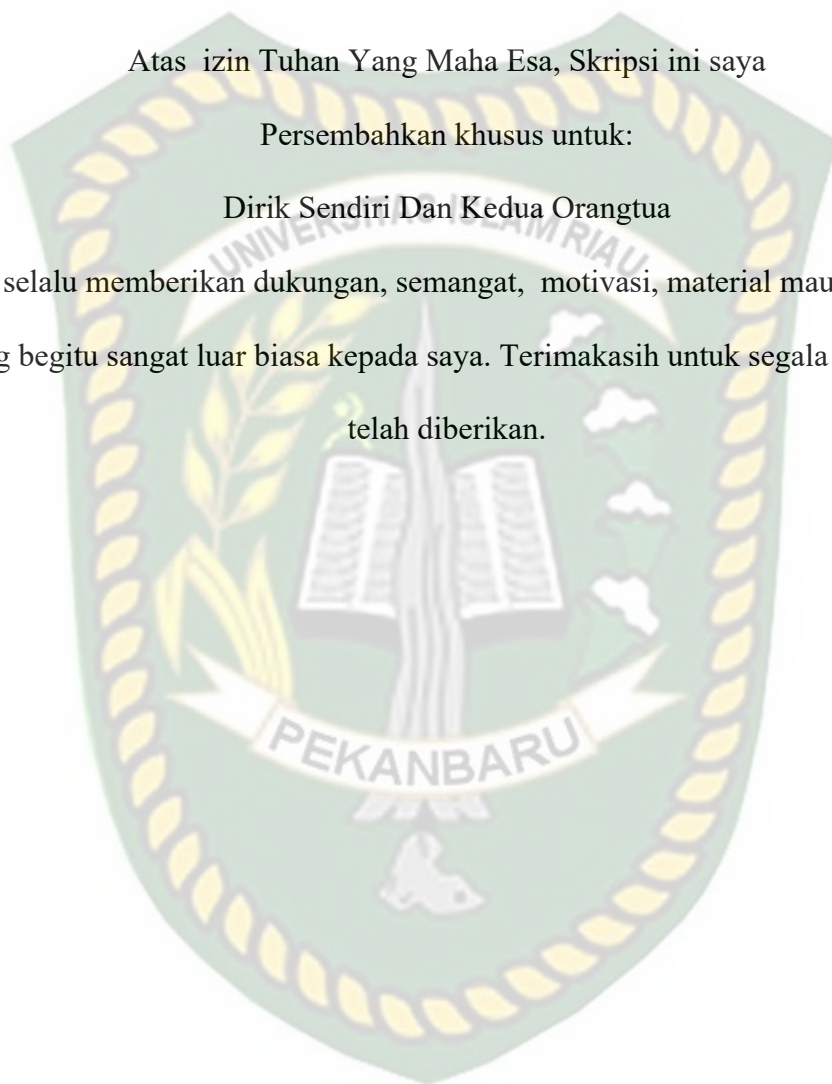 Atas izin Tuhan Yang Maha Esa, Skripsi ini saya
Persembahkan khusus untuk:
Dirik Sendiri Dan Kedua Orangtua
UNIVERSITAS ISLAM RIAU
selalu memberikan dukungan, semangat, motivasi, material mau
begitu sangat luar biasa kepada saya. Terimakasih untuk segala
telah diberikan.
PEKANBARU